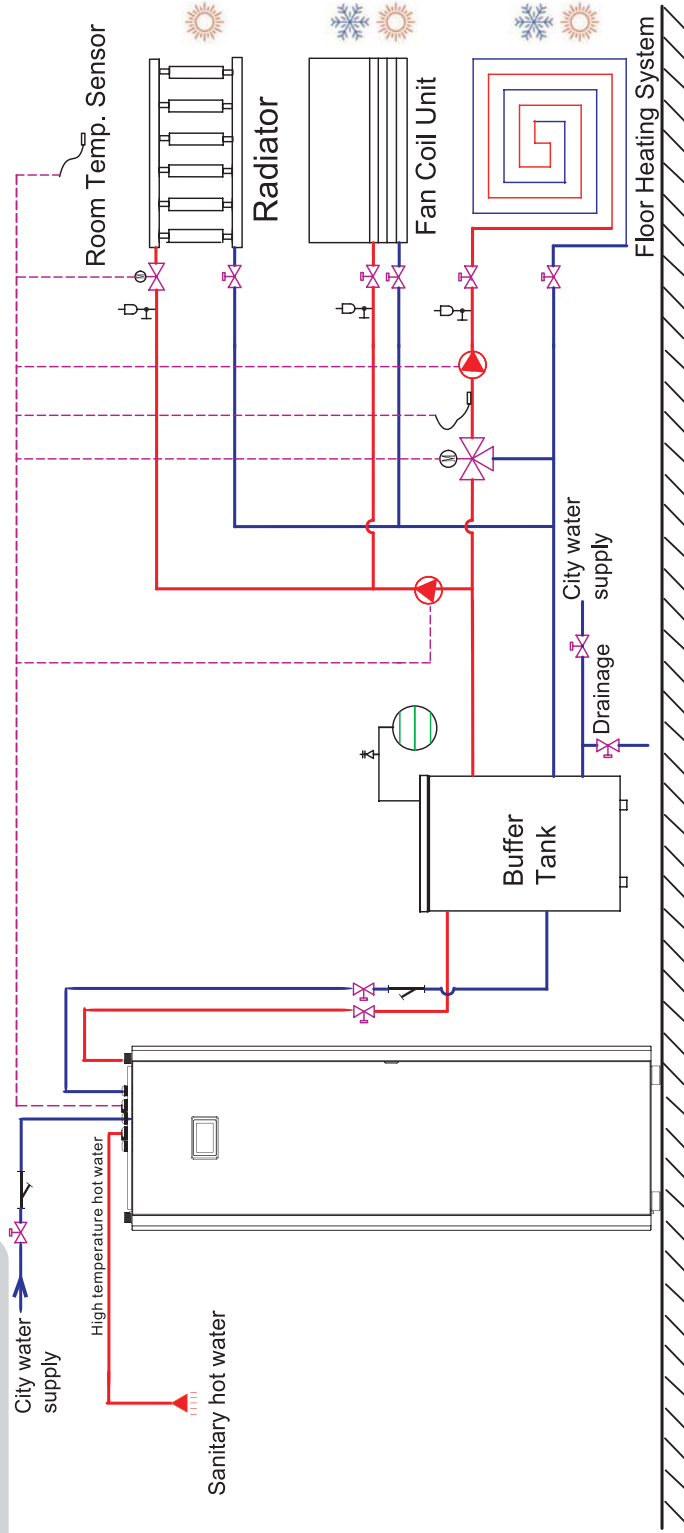 City water
supply
High temperature hot water
Sanitary hot water
Buffer
Tank
Drainage
City water
supply
Room Temp. Sensor
Radiator
Fan Coil Unit
Floor Heating System